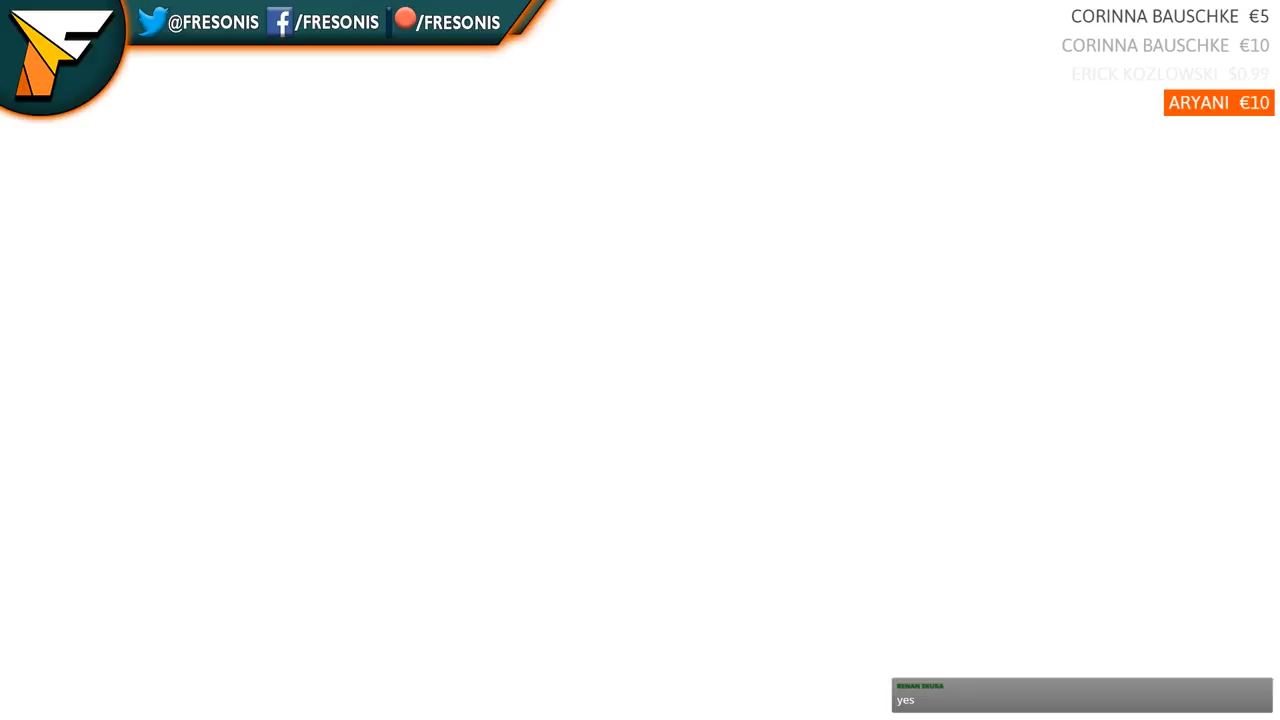 @FRESONIS /FRESONIS /FRESONIS
CORINNA BAUSCHKE €5
CORINNA BAUSCHKE €10
ERICK KOZLOWSKI $0.99
ARYANI €10
yes